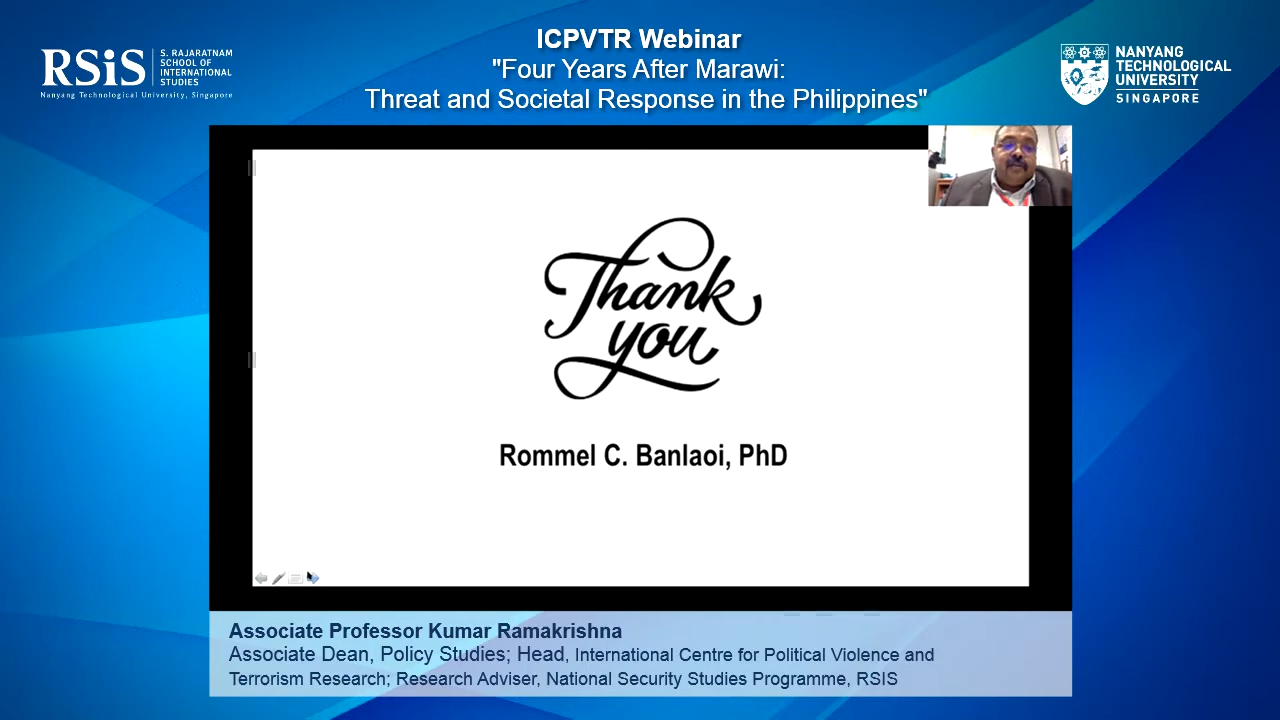 RSiS
S. RAJARATNAM
SCHOOL OF
INTERNATIONAL
STUDIES
Nanyang Technological University, Singapore
ICPVTR Webinar
"Four Years After Marawi:
Threat and Societal Response in the Philippines"
NANYANG
TECHNOLOGICAL
UNIVERSITY
SINGAPORE
Thank
you
Rommel C. Banlaoi, PhD
Associate Professor Kumar Ramakrishna
Associate Dean, Policy Studies; Head, International Centre for Political Violence and
Terrorism Research; Research Adviser, National Security Studies Programme, RSIS